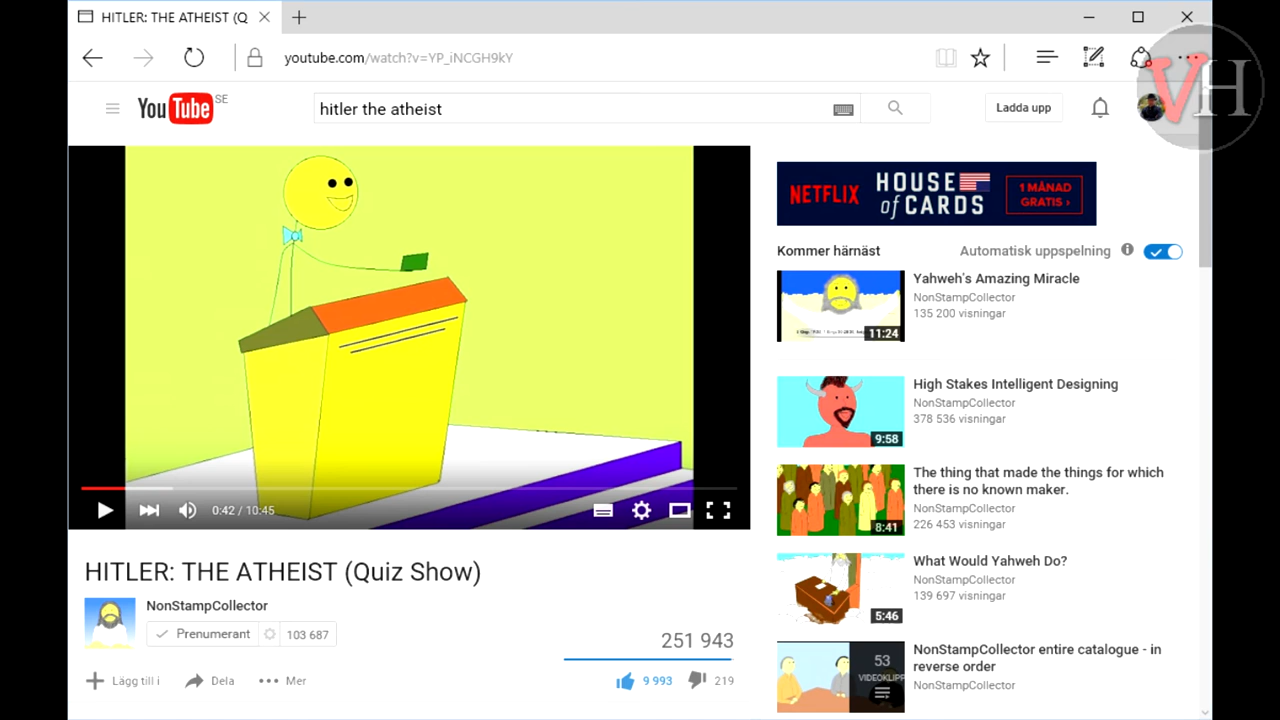 HITLER: THE ATHEIST (Q
youtube.com/watch?v=YP_iNCGH9kY
VH
YouTube SE
hitler the atheist
Ladda upp
NETFLIX
HOUSE
of CARDS
1 MÅNAD
GRATIS ›
Kommer härnäst
Automatisk uppspelning
Yahweh's Amazing Miracle
NonStampCollector
135 200 visningar
11:24
High Stakes Intelligent Designing
NonStampCollector
378 536 visningar
9:58
The thing that made the things for which
there is no known maker.
NonStampCollector
226 453 visningar
8:41
What Would Yahweh Do?
NonStampCollector
139 697 visningar
5:46
NonStampCollector entire catalogue - in
reverse order
NonStampCollector
53
VIDEOKLIPP
0:42 / 10:45
HITLER: THE ATHEIST (Quiz Show)
NonStampCollector
Prenumerant
103 687
251 943
Lägg till i
Dela
Mer
9 993
219